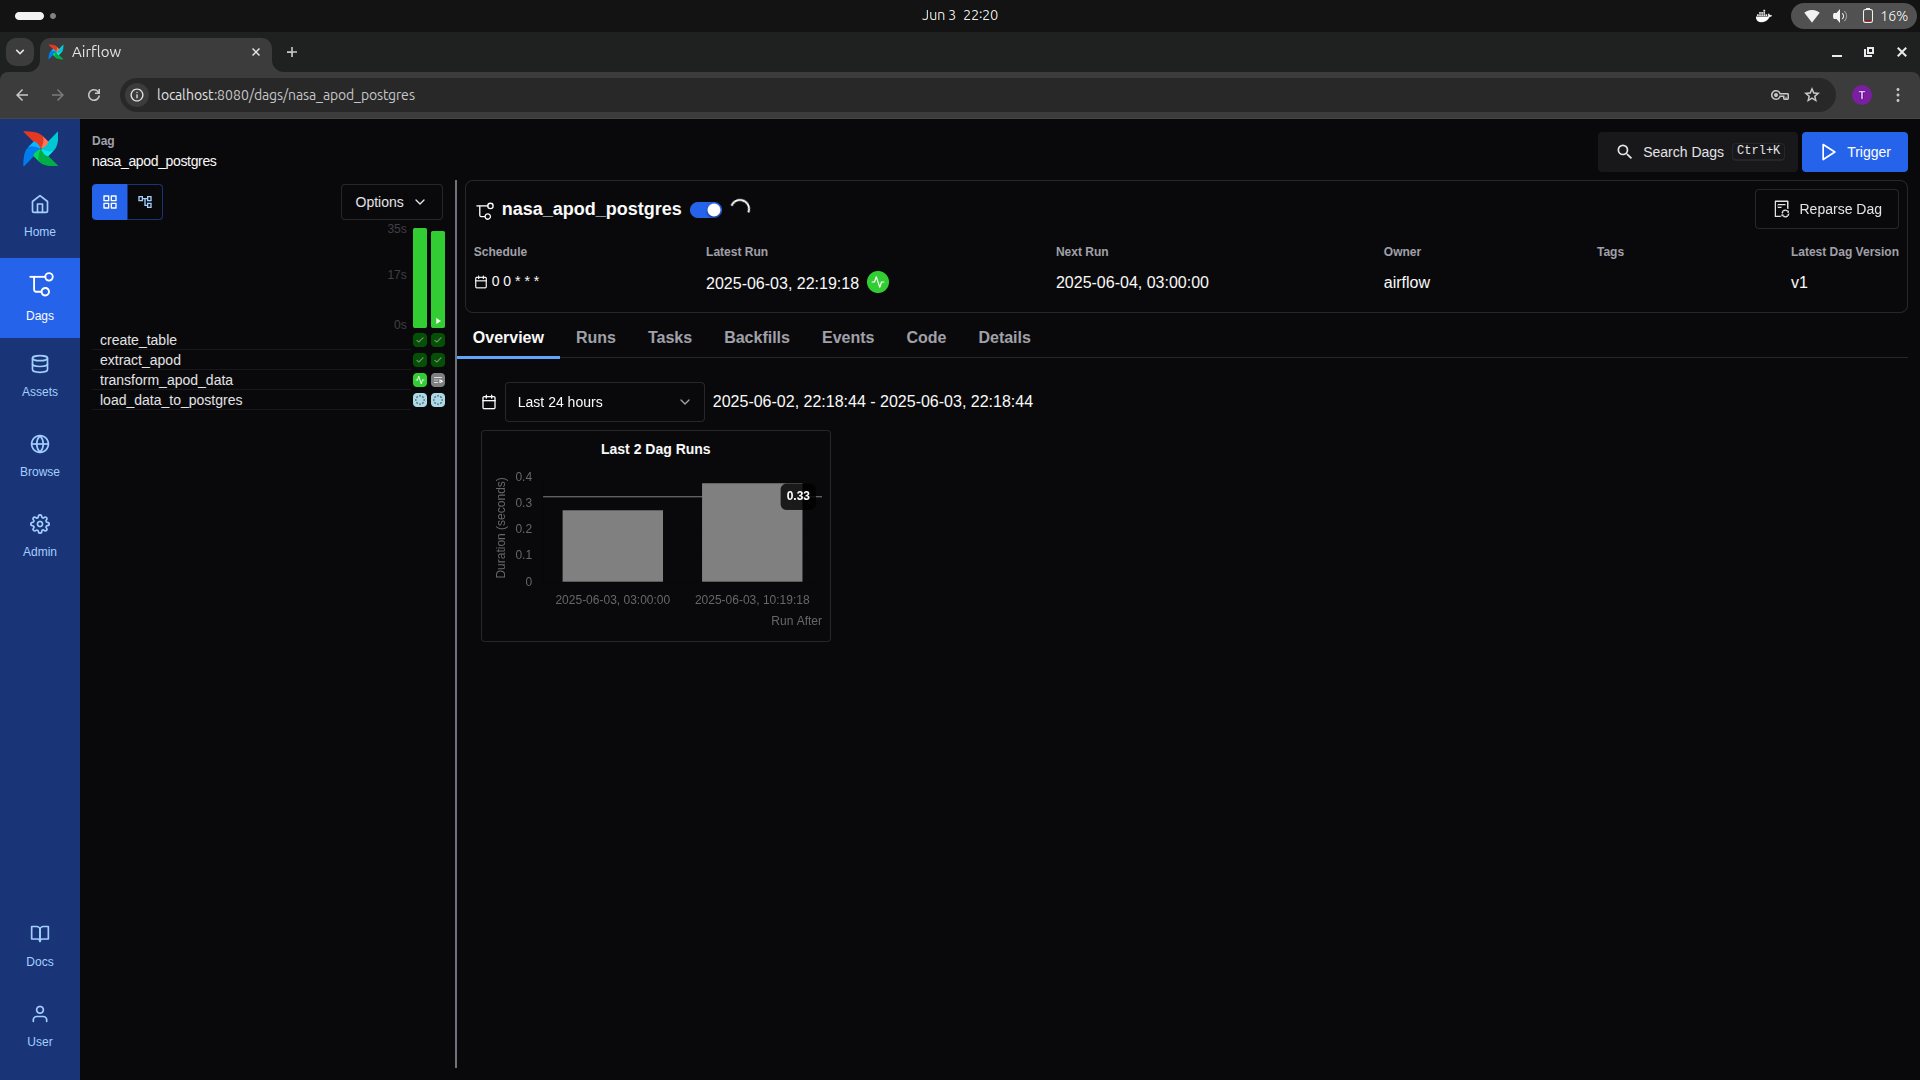 Jun 3 22:20
16%
Airflow
localhost:8080/dags/nasa_apod_postgres
T
Dag
nasa_apod_postgres
Search Dags Ctrl+K
Trigger
Home
Dags
Assets
Browse
Admin
Docs
User
Options
35s
17s
0s
create_table
extract_apod
transform_apod_data
load_data_to_postgres
nasa_apod_postgres
Reparse Dag
Schedule Latest Run Next Run Owner Tags Latest Dag Version
0 0 * * * 2025-06-03, 22:19:18 2025-06-04, 03:00:00 airflow v1
Overview Runs Tasks Backfills Events Code Details
Last 24 hours 2025-06-02, 22:18:44 - 2025-06-03, 22:18:44
Last 2 Dag Runs
Duration (seconds)
0.4
0.3
0.2
0.1
0
0.33
2025-06-03, 03:00:00 2025-06-03, 10:19:18
Run After